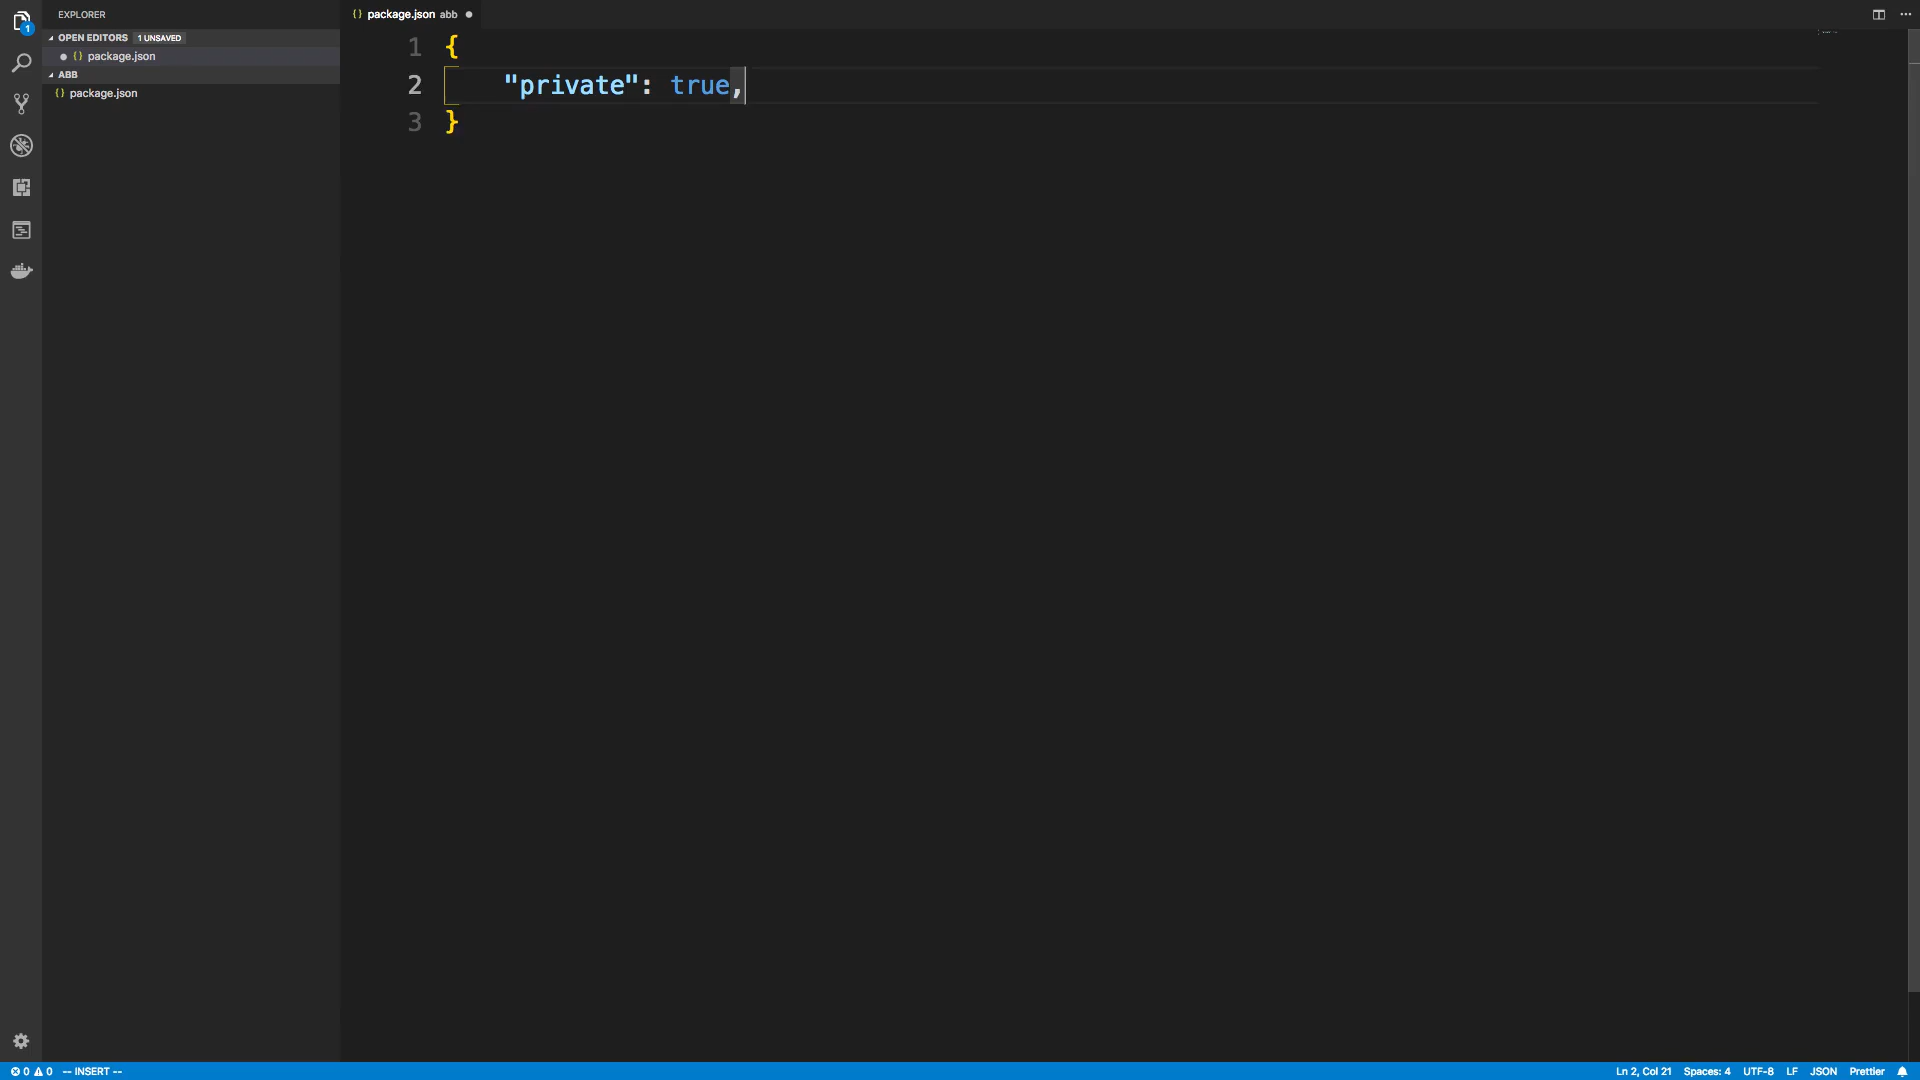 EXPLORER
OPEN EDITORS 1 UNSAVED
{} package.json
ABB
{} package.json
1
{} package.json abb
1 {
2 "private": true,
3 }
0 0 -- INSERT --
Ln 2, Col 21 Spaces: 4 UTF-8 LF JSON Prettier